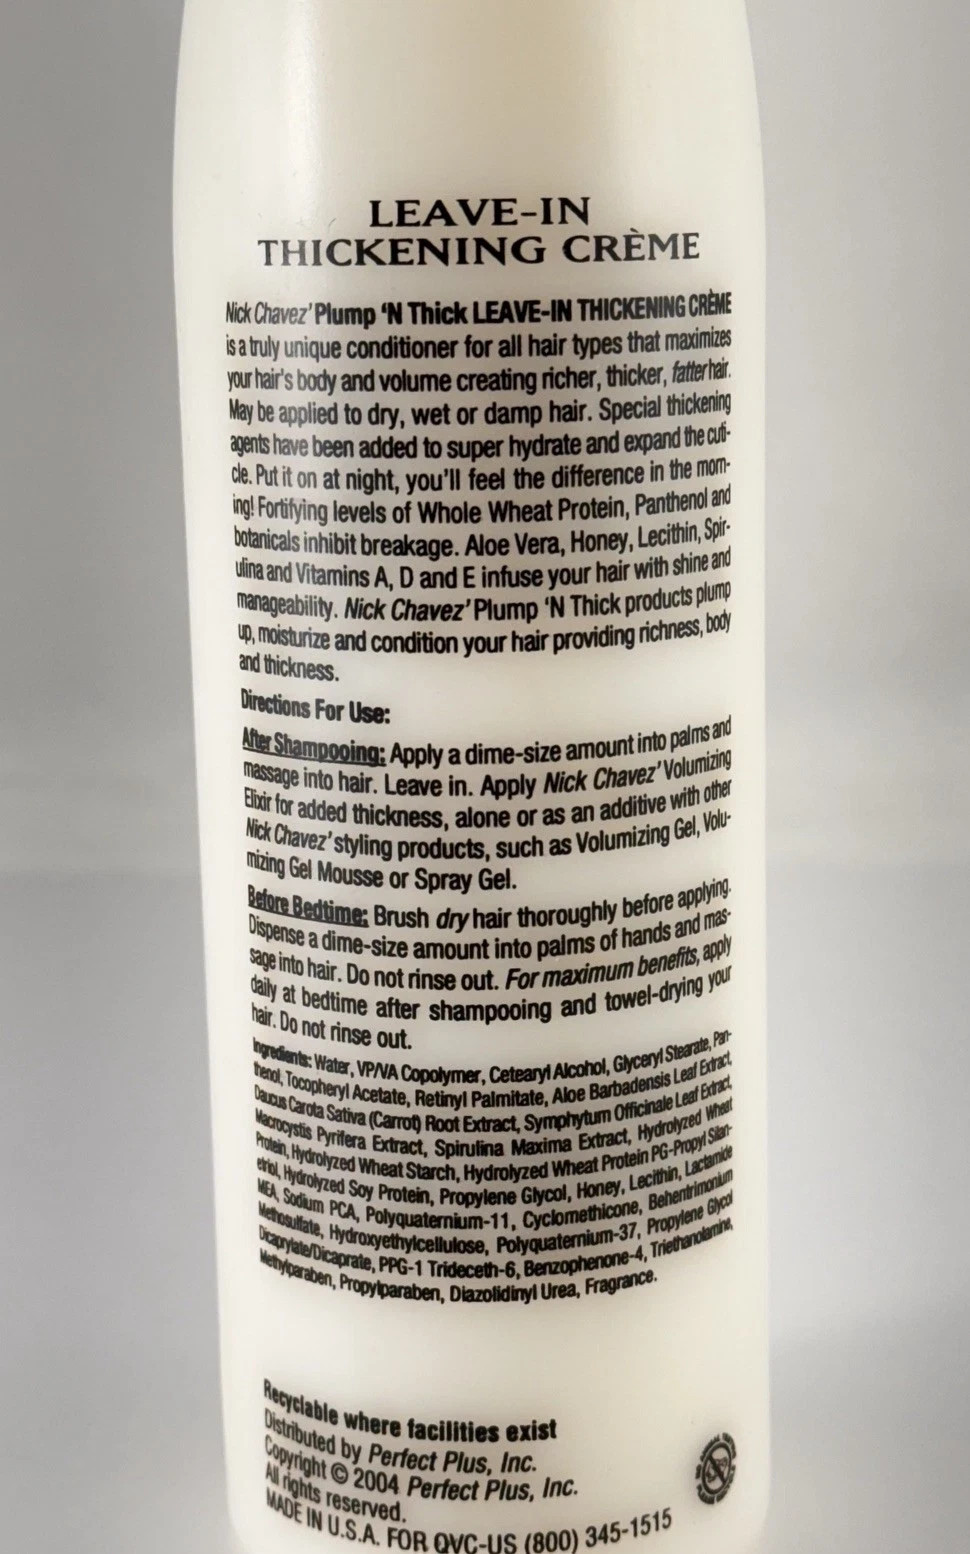 LEAVE-IN
THICKENING CRÈME
Nick Chavez' Plump 'N Thick LEAVE-IN THICKENING CRÈME
is a truly unique conditioner for all hair types that maximizes
your hair's body and volume creating richer, thicker, fatter hair.
May be applied to dry, wet or damp hair. Special thickening
agents have been added to super hydrate and expand the cuti-
cle. Put it on at night, you'll feel the difference in the morn-
ing! Fortifying levels of Whole Wheat Protein, Panthenol and
botanicals inhibit breakage. Aloe Vera, Honey, Lecithin, Spir-
ulina and Vitamins A, D and E infuse your hair with shine and
manageability. Nick Chavez' Plump 'N Thick products plump
up, moisturize and condition your hair providing richness, body
and thickness.
Directions For Use:
After Shampooing: Apply a dime-size amount into palms and
massage into hair. Leave in. Apply Nick Chavez' Volumizing
Elixir for added thickness, alone or as an additive with other
Nick Chavez' styling products, such as Volumizing Gel, Volu-
mizing Gel Mousse or Spray Gel.
Before Bedtime: Brush dry hair thoroughly before applying.
Dispense a dime-size amount into palms of hands and mas-
sage into hair. Do not rinse out. For maximum benefits, apply
daily at bedtime after shampooing and towel-drying your
hair. Do not rinse out.
Ingredients: Water, VP/VA Copolymer, Cetearyl Alcohol, Glyceryl Stearate, Pan-
thenol, Tocopheryl Acetate, Retinyl Palmitate, Aloe Barbadensis Leaf Extract,
Daucus Carota Sativa (Carrot) Root Extract, Symphytum Officinale Leaf Extract,
Macrocystis Pyrifera Extract, Spirulina Maxima Extract, Hydrolyzed Wheat
Protein, Hydrolyzed Wheat Starch, Hydrolyzed Wheat Protein PG-Propyl Silan-
etriol, Hydrolyzed Soy Protein, Propylene Glycol, Honey, Lecithin, Lactamide
MEA, Sodium PCA, Polyquaternium-11, Cyclomethicone, Behentrimonium
Methosulfate, Hydroxyethylcellulose, Polyquaternium-37, Propylene Glycol
Dicaprylate/Dicaprate, PPG-1 Trideceth-6, Benzophenone-4, Triethanolamine,
Methylparaben, Propylparaben, Diazolidinyl Urea, Fragrance.
Recyclable where facilities exist
Distributed by Perfect Plus, Inc.
Copyright © 2004 Perfect Plus, Inc.
All rights reserved.
MADE IN U.S.A. FOR QVC-US (800) 345-1515